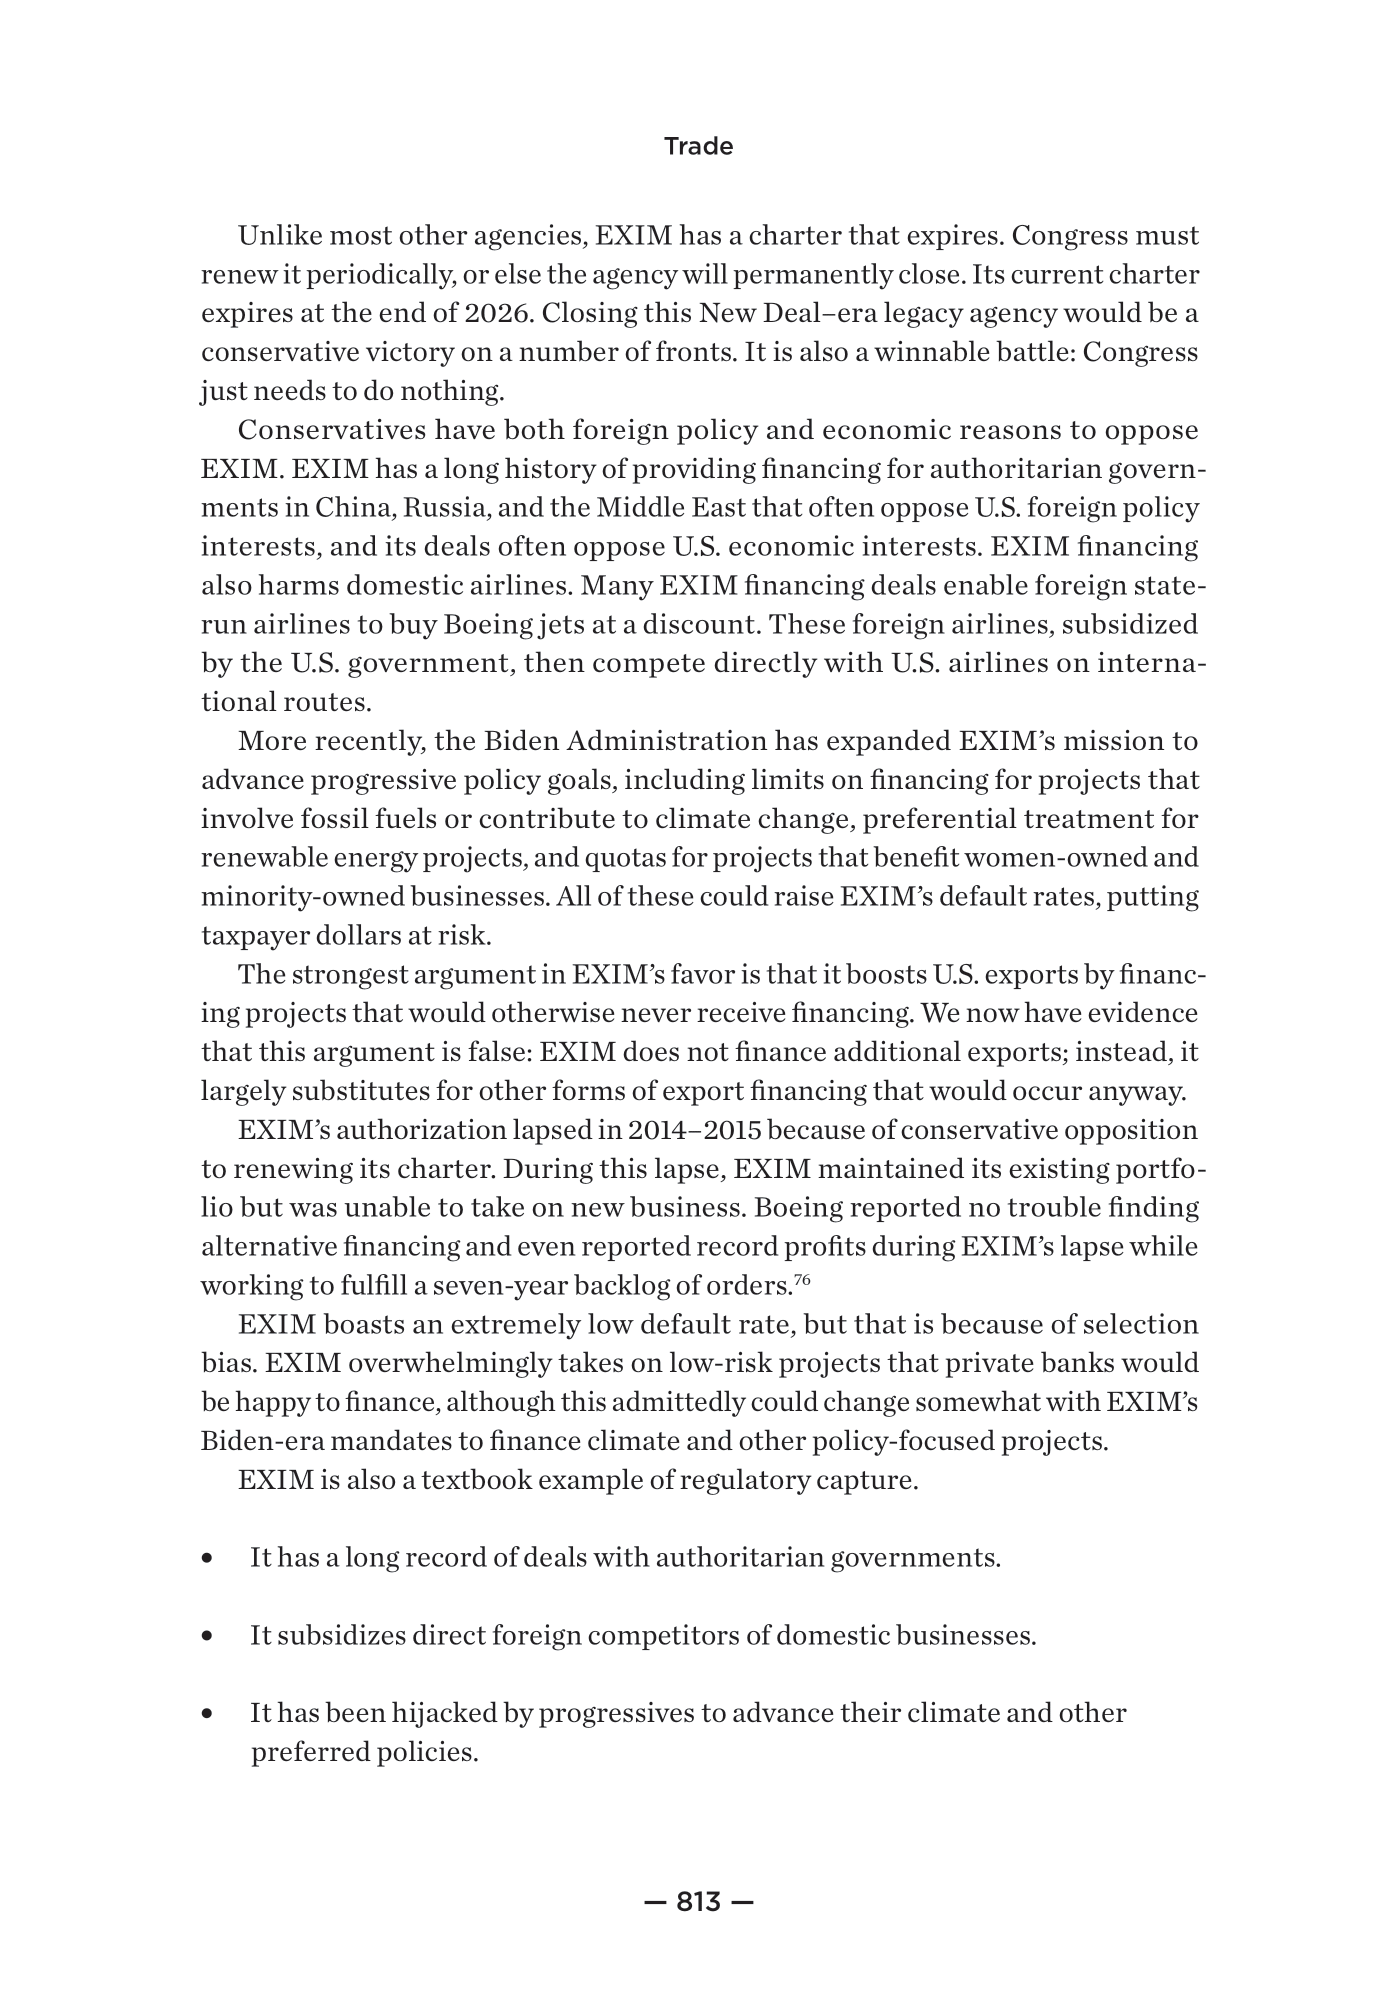 Trade
Unlike most other agencies, EXIM has a charter that expires. Congress must
renew it periodically, or else the agency will permanently close. Its current charter
expires at the end of 2026. Closing this New Deal–era legacy agency would be a
conservative victory on a number of fronts. It is also a winnable battle: Congress
just needs to do nothing.
Conservatives have both foreign policy and economic reasons to oppose
EXIM. EXIM has a long history of providing financing for authoritarian govern-
ments in China, Russia, and the Middle East that often oppose U.S. foreign policy
interests, and its deals often oppose U.S. economic interests. EXIM financing
also harms domestic airlines. Many EXIM financing deals enable foreign state-
run airlines to buy Boeing jets at a discount. These foreign airlines, subsidized
by the U.S. government, then compete directly with U.S. airlines on interna-
tional routes.
More recently, the Biden Administration has expanded EXIM’s mission to
advance progressive policy goals, including limits on financing for projects that
involve fossil fuels or contribute to climate change, preferential treatment for
renewable energy projects, and quotas for projects that benefit women-owned and
minority-owned businesses. All of these could raise EXIM’s default rates, putting
taxpayer dollars at risk.
The strongest argument in EXIM’s favor is that it boosts U.S. exports by financ-
ing projects that would otherwise never receive financing. We now have evidence
that this argument is false: EXIM does not finance additional exports; instead, it
largely substitutes for other forms of export financing that would occur anyway.
EXIM’s authorization lapsed in 2014–2015 because of conservative opposition
to renewing its charter. During this lapse, EXIM maintained its existing portfo-
lio but was unable to take on new business. Boeing reported no trouble finding
alternative financing and even reported record profits during EXIM’s lapse while
working to fulfill a seven-year backlog of orders.76
EXIM boasts an extremely low default rate, but that is because of selection
bias. EXIM overwhelmingly takes on low-risk projects that private banks would
be happy to finance, although this admittedly could change somewhat with EXIM’s
Biden-era mandates to finance climate and other policy-focused projects.
EXIM is also a textbook example of regulatory capture.
• It has a long record of deals with authoritarian governments.
• It subsidizes direct foreign competitors of domestic businesses.
• It has been hijacked by progressives to advance their climate and other
preferred policies.
— 813 —